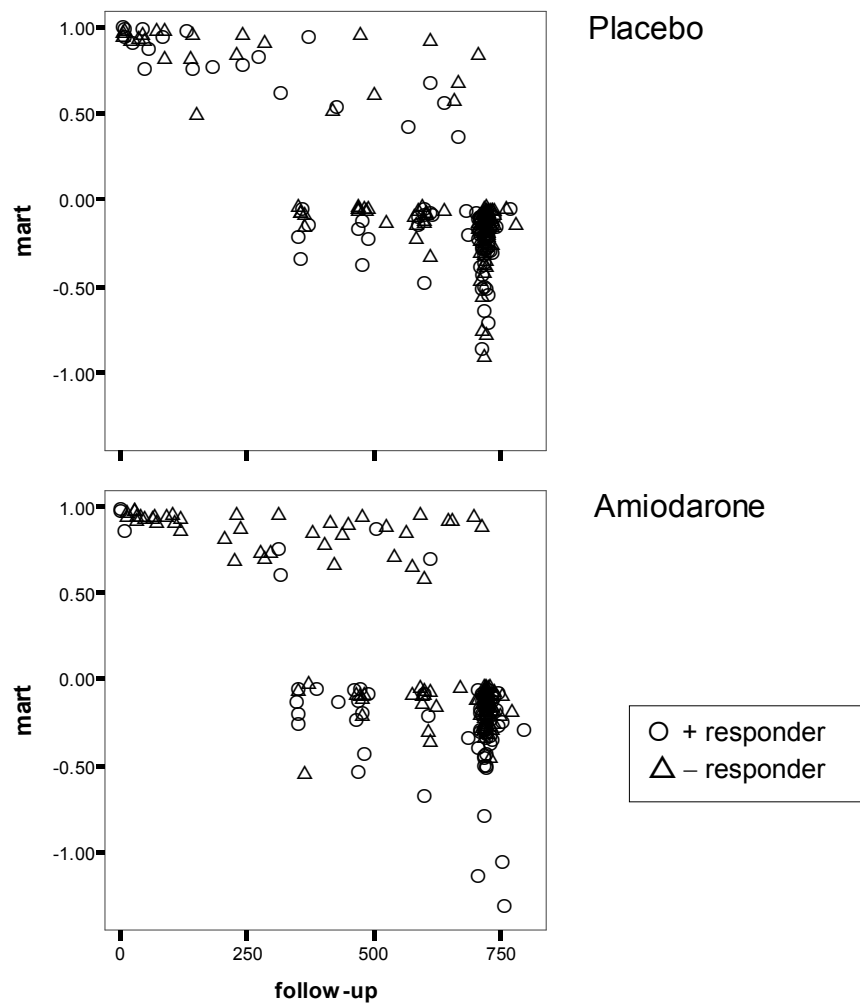 Placebo
1.00
0.50
0.00
-0.50
-1.00
mart
Amiodarone
1.00
0.50
0.00
-0.50
-1.00
mart
0 250 500 750
follow-up
+ responder
− responder